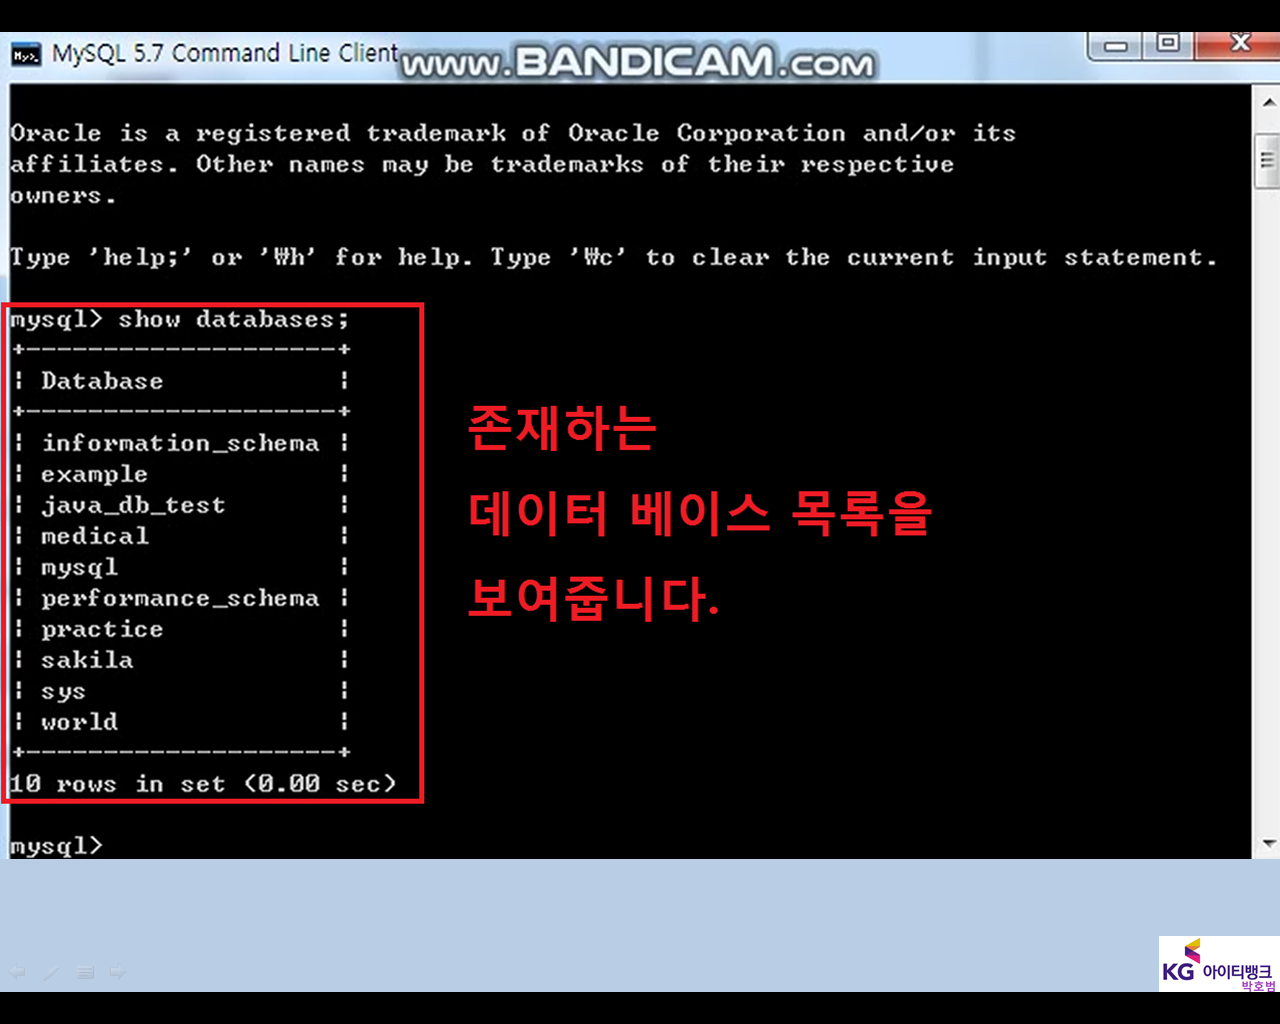 MySQL 5.7 Command Line Client
www.BANDICAM.com
Oracle is a registered trademark of Oracle Corporation and/or its
affiliates. Other names may be trademarks of their respective
owners.
Type 'help;' or '₩h' for help. Type '₩c' to clear the current input statement.
mysql> show databases;
+--------------------+
| Database           |
+--------------------+
| information_schema |
| example            |
| java_db_test       |
| medical            |
| mysql              |
| performance_schema |
| practice           |
| sakila             |
| sys                |
| world              |
+--------------------+
10 rows in set (0.00 sec)
mysql>
존재하는
데이터 베이스 목록을
보여줍니다.
KG 아이티뱅크
박호범